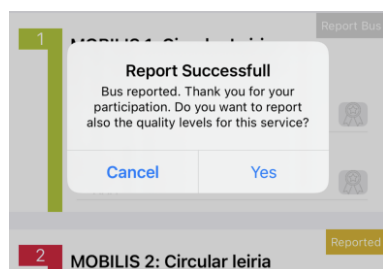 Report Bus
1
MOBILIS 1: Circular leiria
Report Successfull
Bus reported. Thank you for your
participation. Do you want to report
also the quality levels for this service?
Cancel
Yes
Reported
2
MOBILIS 2: Circular leiria